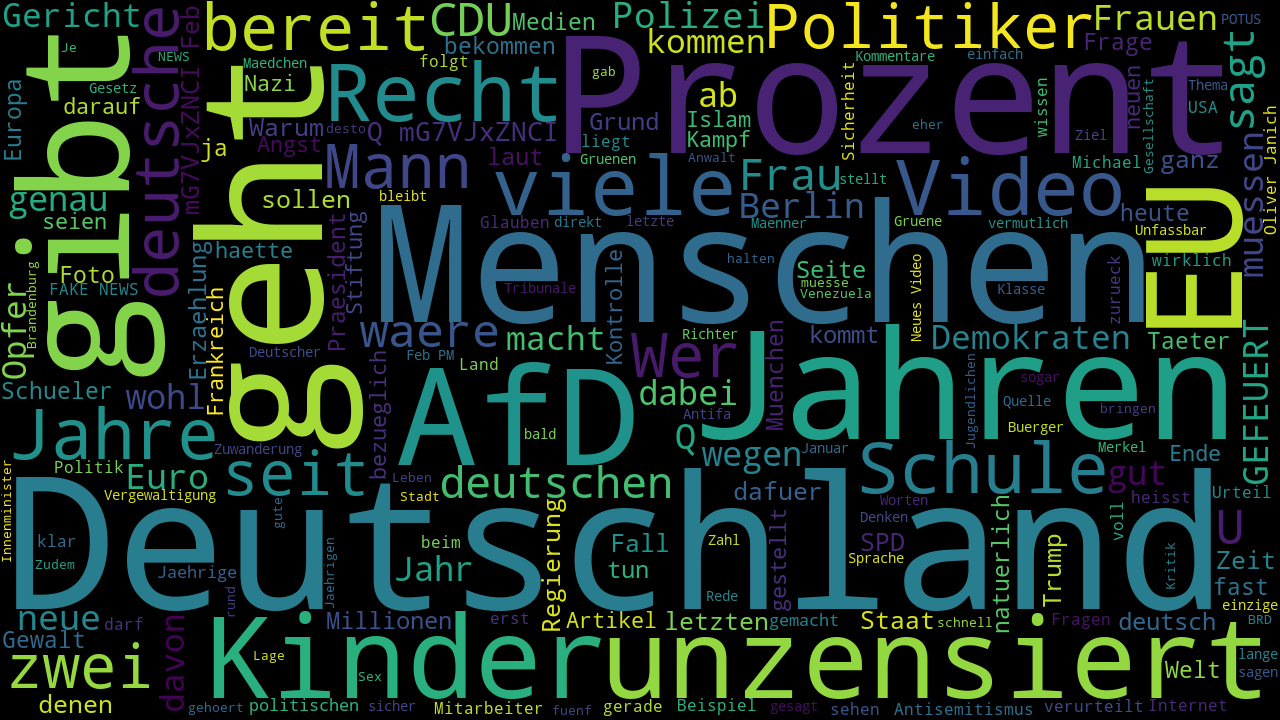 Gericht
deutsche
Feb
bereit
CDU
Medien
Polizei
Politiker
Frauen
POTUS
Je
NEWS
bekommen
kommen
Frage
sagt
gibt
Maedchen
folgt
Prozent
Kommentare
einfach
Europa
Gesetz
Nazi
Recht
gab
ab
Sicherheit
wissen
neuen
Gesellschaft
Thema
USA
darauf
mG7VJxZNCI
geht
Warum
desto
Q mG7VJxZNCI
Grund
Islam
Kampf
eher
Ziel
Oliver Janich
ja
Angst
Mann
laut
liegt
Gruenen
Anwalt
Michael
ganz
muessen
genau
sollen
bleibt
viele
Frau
stellt
Video
EU
seien
Glauben
direkt
letzte
Berlin
Maenner
Gruene
vermutlich
heute
Unfassbar
Opfer
Brandenburg
Foto
FAKE NEWS
Erzaehlung
haette
Praesident
Stiftung
Menschen
Kontrolle
halten
Seite
muesse
Venezuela
Klasse
zurueck
wirklich
Tribunale
Neues Video
Frankreich
waere
macht
Richter
kommt
Demokraten
Taeter
Deutscher
Feb PM
Land
wer
Muenchen
Jahren
GEFEUERT
Schueler
wohl
bezueglich
AfD
dabei
Antifa
sogar
Quelle
bringen
Jugendlichen
Jahre
Zuwanderung
bald
Q
Buerger
Merkel
Januar
Ende
Innenminister
Politik
Euro
seit
Leben
deutschen
wegen
Schule
gut
Vergewaltigung
Stadt
dafuer
Worten
heisst
Urteil
Deutschland
klar
Zudem
gute
Jaehrige
Jaehrigen
beim
Jahr
Regierung
Fall
tun
Zahl
gestellt
Denken
SPD
Sprache
natuerlich
Trump
voll
Kritik
U
Zeit
fast
rund
Rede
einzige
neue
darf
Millionen
erst
Artikel
letzten
gemacht
Staat
schnell
Fragen
deutsch
BRD
Gewalt
davon
Kinder
unzensiert
zwei
Lage
Sex
Welt
lange
sagen
denen
gehoert
politischen
sicher
Mitarbeiter
fuenf
gerade
Beispiel
gesagt
sehen
Antisemitismus
verurteilt
Internet